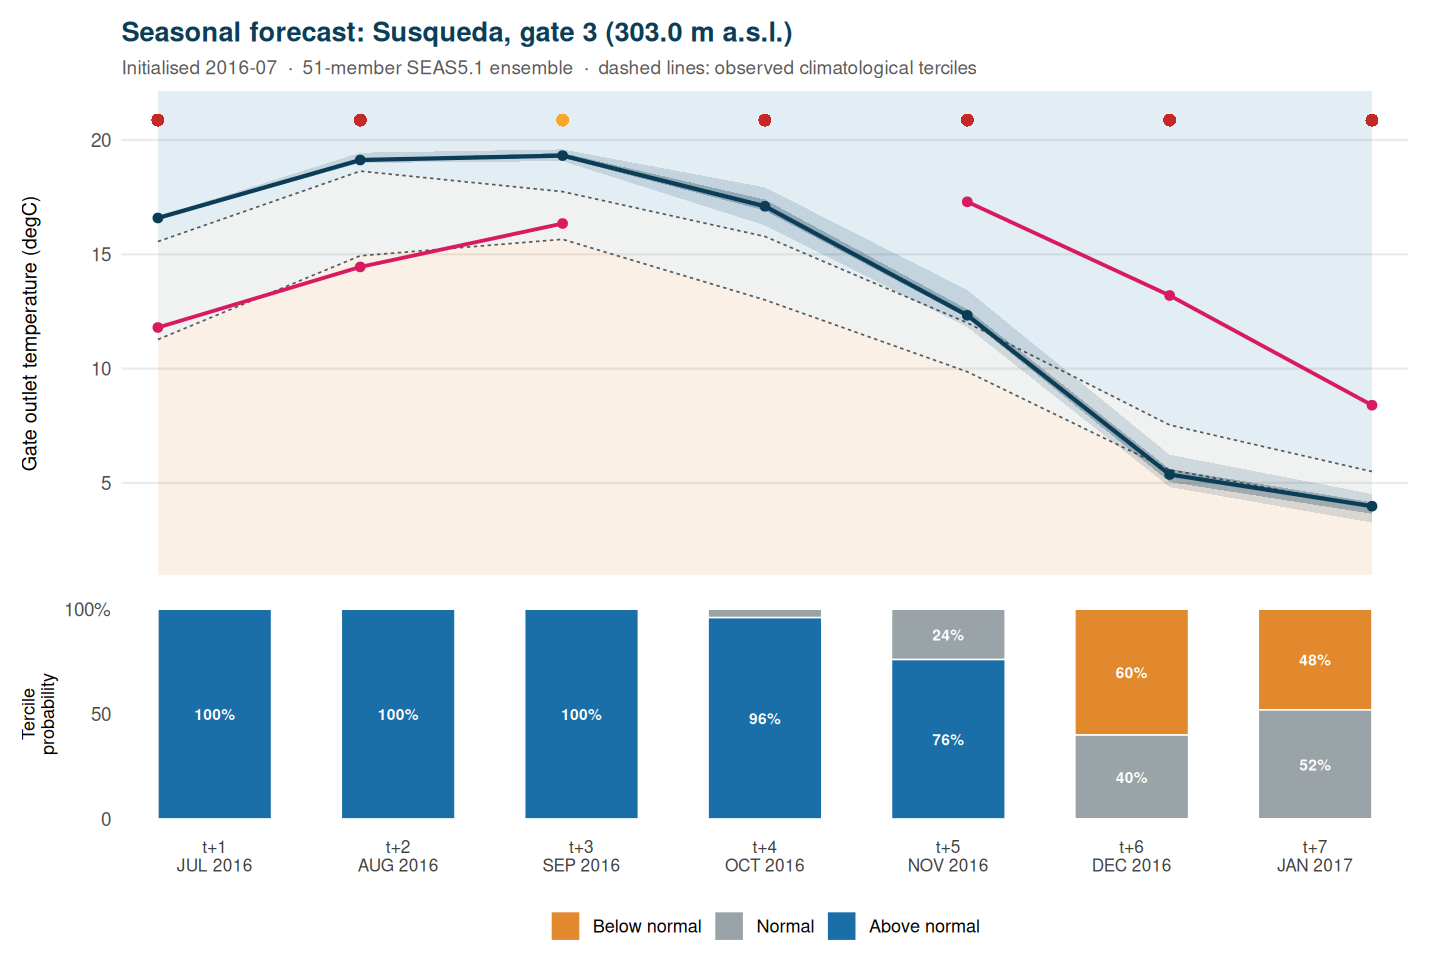 Seasonal forecast: Susqueda, gate 3 (303.0 m a.s.l.)
Initialised 2016-07 · 51-member SEAS5.1 ensemble · dashed lines: observed climatological terciles
Gate outlet temperature (degC)
20
15
10
5
Tercile
probability
100%
50
0
100%
100%
100%
96%
24%
76%
60%
40%
48%
52%
t+1
JUL 2016
t+2
AUG 2016
t+3
SEP 2016
t+4
OCT 2016
t+5
NOV 2016
t+6
DEC 2016
t+7
JAN 2017
Below normal
Normal
Above normal